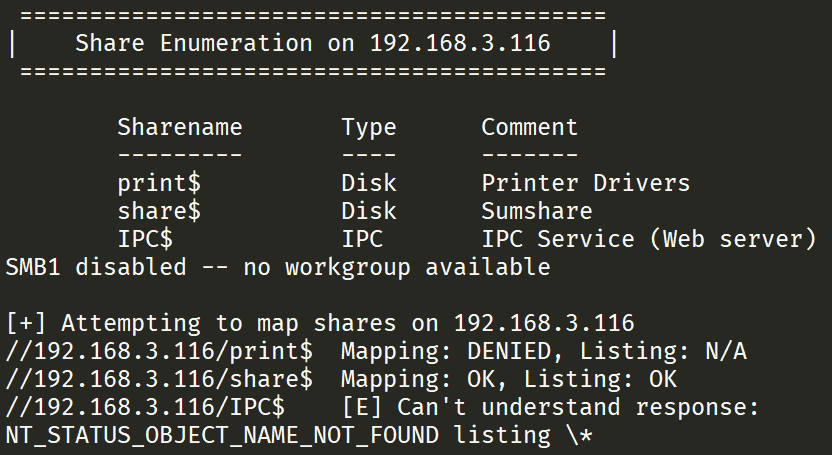 ==========================================
|    Share Enumeration on 192.168.3.116    |
==========================================
Sharename       Type      Comment
---------       ----      -------
print$          Disk      Printer Drivers
share$          Disk      Sumshare
IPC$            IPC       IPC Service (Web server)
SMB1 disabled -- no workgroup available
[+] Attempting to map shares on 192.168.3.116
//192.168.3.116/print$  Mapping: DENIED, Listing: N/A
//192.168.3.116/share$  Mapping: OK, Listing: OK
//192.168.3.116/IPC$    [E] Can't understand response:
NT_STATUS_OBJECT_NAME_NOT_FOUND listing \*